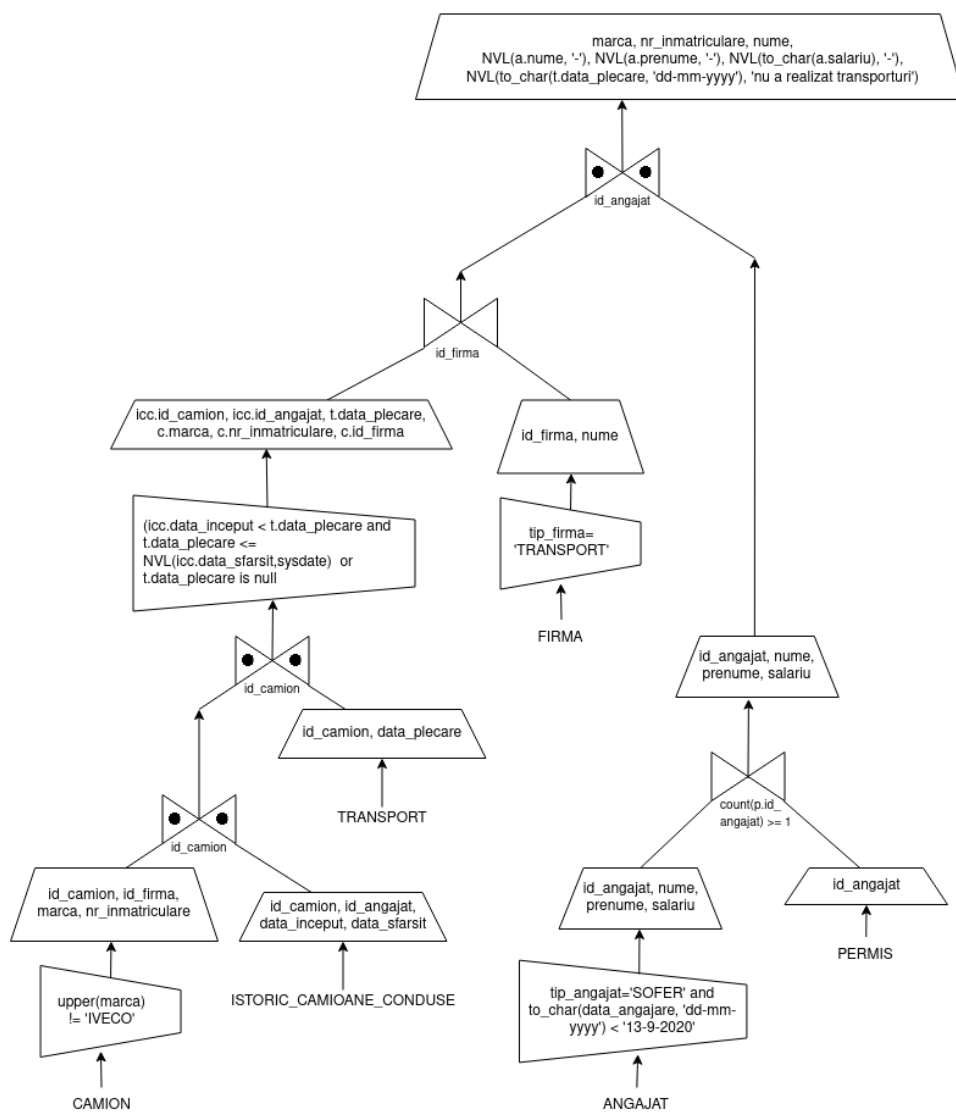 marca, nr_inmatriculare, nume,
NVL(a.nume, '-'), NVL(a.prenume, '-'), NVL(to_char(a.salariu), '-'),
NVL(to_char(t.data_plecare, 'dd-mm-yyyy'), 'nu a realizat transporturi')
id_angajat
id_firma
icc.id_camion, icc.id_angajat, t.data_plecare,
c.marca, c.nr_inmatriculare, c.id_firma
id_firma, nume
(icc.data_inceput < t.data_plecare and
t.data_plecare <=
NVL(icc.data_sfarsit,sysdate)  or
t.data_plecare is null
tip_firma=
'TRANSPORT'
FIRMA
id_camion
id_angajat, nume,
prenume, salariu
id_camion, data_plecare
TRANSPORT
id_camion
count(p.id_
angajat) >= 1
id_camion, id_firma,
marca, nr_inmatriculare
id_camion, id_angajat,
data_inceput, data_sfarsit
id_angajat, nume,
prenume, salariu
id_angajat
PERMIS
upper(marca)
!= 'IVECO'
ISTORIC_CAMIOANE_CONDUSE
tip_angajat='SOFER' and
to_char(data_angajare, 'dd-mm-
yyyy') < '13-9-2020'
CAMION
ANGAJAT